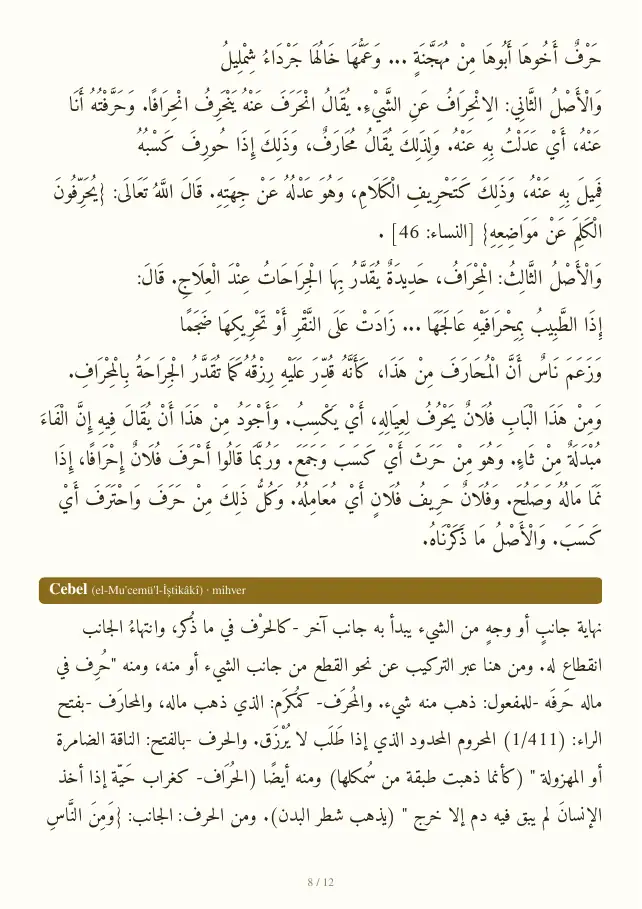 حَرْفٌ أَخُوهَا أَبُوهَا مِنْ مُهَجَّنَةٍ ... وَعَمُّهَا خَالُهَا جَرْدَاءُ شِمْلِيلُ
وَالْأَصْلُ الثَّانِي: الِانْحِرَافُ عَنِ الشَّيْءِ. يُقَالُ انْحَرَفَ عَنْهُ يَنْحَرِفُ انْحِرَافًا. وَحَرَّفْتُهُ أَنَا
عَنْهُ، أَيْ عَدَلْتُ بِهِ عَنْهُ. وَلِذَلِكَ يُقَالُ مُحَارَفٌ، وَذَلِكَ إِذَا حُورِفَ كَسْبُهُ
فَمِيلَ بِهِ عَنْهُ، وَذَلِكَ كَتَحْرِيفِ الْكَلَامِ، وَهُوَ عَدْلُهُ عَنْ جِهَتِهِ. قَالَ اللَّهُ تَعَالَى: {يُحَرِّفُونَ
الْكَلِمَ عَنْ مَوَاضِعِهِ} [النساء: 46] .
وَالْأَصْلُ الثَّالِثُ: الْمِحْرَافُ، حَدِيدَةٌ يُقَدَّرُ بِهَا الْجِرَاحَاتُ عِنْدَ الْعِلَاجِ. قَالَ:
إِذَا الطَّبِيبُ بِمِحْرَافَيْهِ عَالَجَهَا ... زَادَتْ عَلَى النَّقْرِ أَوْ تَحْرِيكِهَا ضَجَمًا
وَزَعَمَ نَاسٌ أَنَّ الْمُحَارَفَ مِنْ هَذَا، كَأَنَّهُ قُدِّرَ عَلَيْهِ رِزْقُهُ كَمَا تُقَدَّرُ الْجِرَاحَةُ بِالْمِحْرَافِ.
وَمِنْ هَذَا الْبَابِ فُلَانٌ يَحْرُفُ لِعِيَالِهِ، أَيْ يَكْسِبُ. وَأَجْوَدُ مِنْ هَذَا أَنْ يُقَالَ فِيهِ إِنَّ الْفَاءَ
مُبْدَلَةٌ مِنْ ثَاءٍ. وَهُوَ مِنْ حَرَثَ أَيْ كَسَبَ وَجَمَعَ. وَرُبَّمَا قَالُوا أَحْرَفَ فُلَانٌ إِحْرَافًا، إِذَا
نَمَا مَالُهُ وَصَلُحَ. وَفُلَانٌ حَرِيفُ فُلَانٍ أَيْ مُعَامِلُهُ. وَكُلُّ ذَلِكَ مِنْ حَرَفَ وَاحْتَرَفَ أَيْ
كَسَبَ. وَالْأَصْلُ مَا ذَكَرْنَاهُ.
Cebel (el-Mu'cemü'l-İştikâkî) · mihver
نهاية جانبٍ أو وجهٍ من الشيء يبدأ به جانب آخر -كالحرْف في ما ذُكر، وانتهاءُ الجانب
انقطاع له. ومن هنا عبر التركيب عن نحو القطع من جانب الشيء أو منه، ومنه "حُرِف في
ماله حَرفَه -للمفعول: ذهب منه شيء. والمُحرَف- كمُكرَم: الذي ذهب ماله، والمحارَف -بفتح
الراء: (1/411) المحروم المحدود الذي إذا طَلَب لا يُرْزَق. والحرف -بالفتح: الناقة الضامرة
أو المهزولة " (كأنما ذهبت طبقة من سُمكلها) ومنه أيضًا (الحُرَاف- كغراب حَيّة إذا أخذ
الإنسانَ لم يبق فيه دم إلا خرج " (يذهب شطر البدن). ومن الحرف: الجانب: {وَمِنَ النَّاسِ
8 / 12